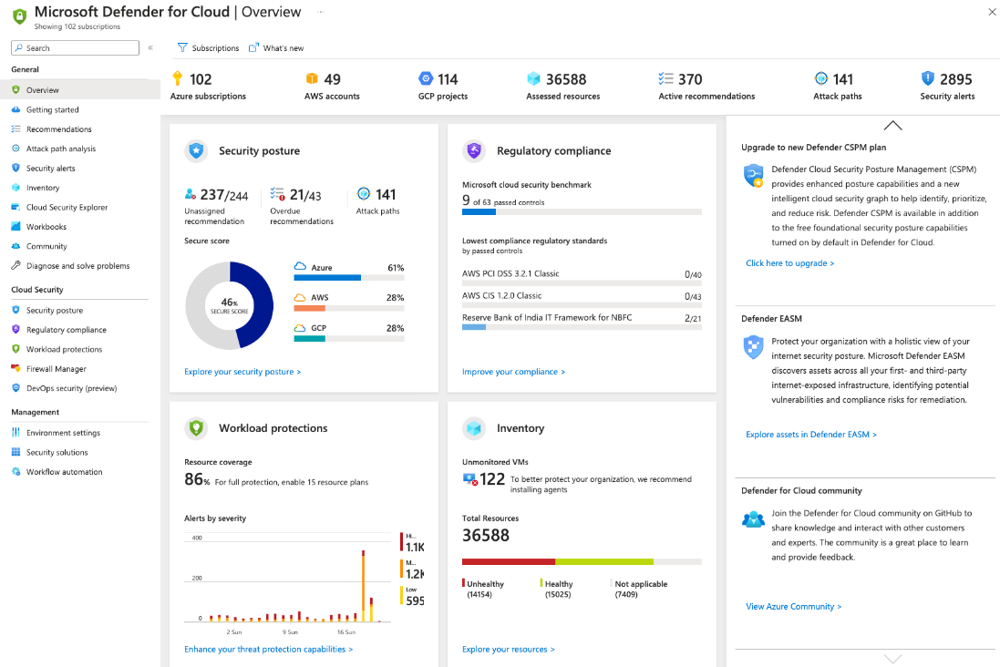 Microsoft Defender for Cloud | Overview ...
Showing 102 subscriptions
Search
«
General
Overview
Getting started
Recommendations
Attack path analysis
Security alerts
Inventory
Cloud Security Explorer
Workbooks
Community
Diagnose and solve problems
Cloud Security
Security posture
Regulatory compliance
Workload protections
Firewall Manager
DevOps security (preview)
Management
Environment settings
Security solutions
Workflow automation
Subscriptions What's new
102
Azure subscriptions
49
AWS accounts
114
GCP projects
36588
Assessed resources
370
Active recommendations
141
Attack paths
2895
Security alerts
Security posture
237/244
Unassigned
recommendation
21/43
Overdue
recommendations
141
Attack paths
Secure score
46%
SECURE SCORE
Azure 61%
AWS 28%
GCP 28%
Explore your security posture >
Regulatory compliance
Microsoft cloud security benchmark
9 of 63 passed controls
Lowest compliance regulatory standards
by passed controls
AWS PCI DSS 3.2.1 Classic 0/40
AWS CIS 1.2.0 Classic 0/43
Reserve Bank of India IT Framework for NBFC 2/21
Improve your compliance >
Workload protections
Resource coverage
86% For full protection, enable 15 resource plans
Alerts by severity
400
200
0
2 Sun 9 Sun 16 Sun
Hi...
1.1K
M...
1.2K
Low
595
Enhance your threat protection capabilities >
Inventory
Unmonitored VMs
122 To better protect your organization, we recommend
installing agents
Total Resources
36588
Unhealthy
(14154)
Healthy
(15025)
Not applicable
(7409)
Explore your resources >
Upgrade to new Defender CSPM plan
Defender Cloud Security Posture Management (CSPM)
provides enhanced posture capabilities and a new
intelligent cloud security graph to help identify, prioritize,
and reduce risk. Defender CSPM is available in addition
to the free foundational security posture capabilities
turned on by default in Defender for Cloud.
Click here to upgrade >
Defender EASM
Protect your organization with a holistic view of your
internet security posture. Microsoft Defender EASM
discovers assets across all your first- and third-party
internet-exposed infrastructure, identifying potential
vulnerabilities and compliance risks for remediation.
Explore assets in Defender EASM >
Defender for Cloud community
Join the Defender for Cloud community on GitHub to
share knowledge and interact with other customers
and experts. The community is a great place to learn
and provide feedback.
View Azure Community >